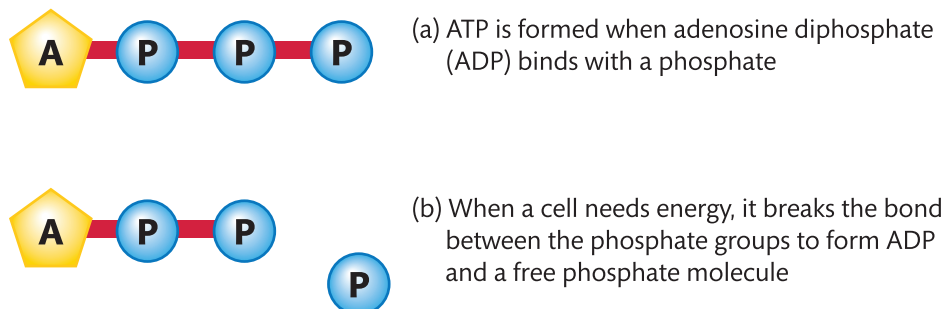 A P P P
(a) ATP is formed when adenosine diphosphate
(ADP) binds with a phosphate
A P P
P
(b) When a cell needs energy, it breaks the bond
between the phosphate groups to form ADP
and a free phosphate molecule